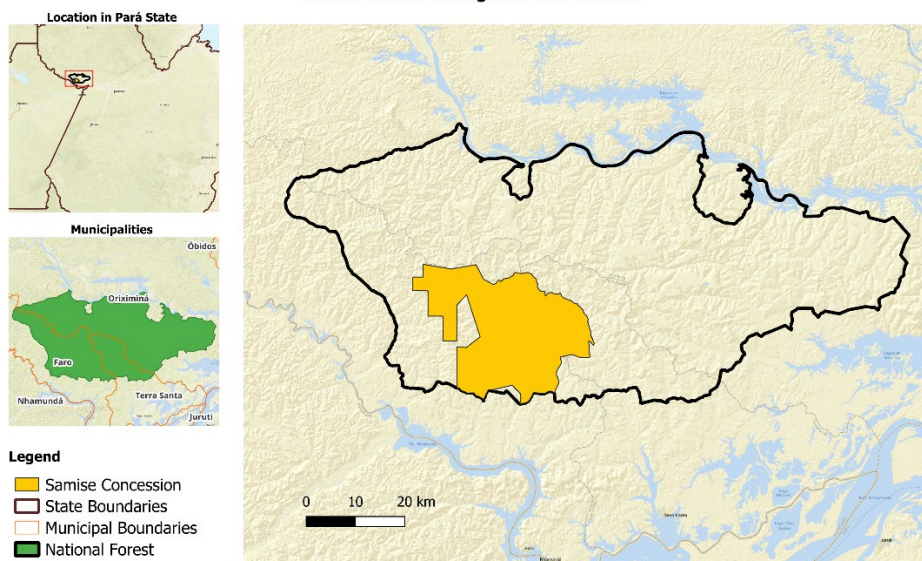 Location in Pará State
Municipalities
Óbidos
Oriximiná
Faro
Nhamundá
Terra Santa
Juruti
Legend
Samise Concession
State Boundaries
Municipal Boundaries
National Forest
0 10 20 km